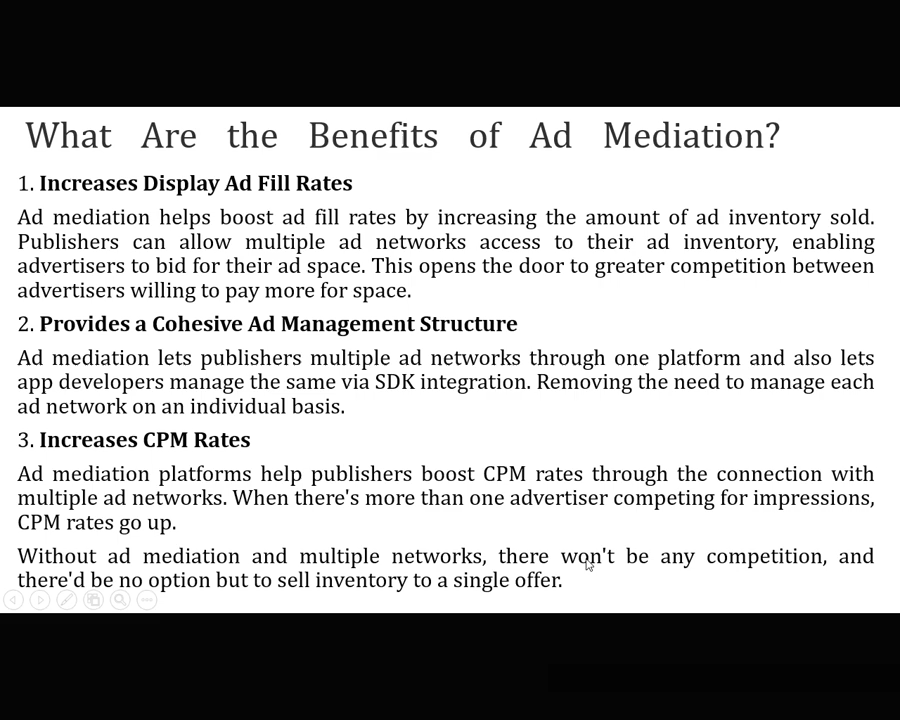 What Are the Benefits of Ad Mediation?
1. Increases Display Ad Fill Rates
Ad mediation helps boost ad fill rates by increasing the amount of ad inventory sold.
Publishers can allow multiple ad networks access to their ad inventory, enabling
advertisers to bid for their ad space. This opens the door to greater competition between
advertisers willing to pay more for space.
2. Provides a Cohesive Ad Management Structure
Ad mediation lets publishers multiple ad networks through one platform and also lets
app developers manage the same via SDK integration. Removing the need to manage each
ad network on an individual basis.
3. Increases CPM Rates
Ad mediation platforms help publishers boost CPM rates through the connection with
multiple ad networks. When there's more than one advertiser competing for impressions,
CPM rates go up.
Without ad mediation and multiple networks, there won't be any competition, and
there'd be no option but to sell inventory to a single offer.